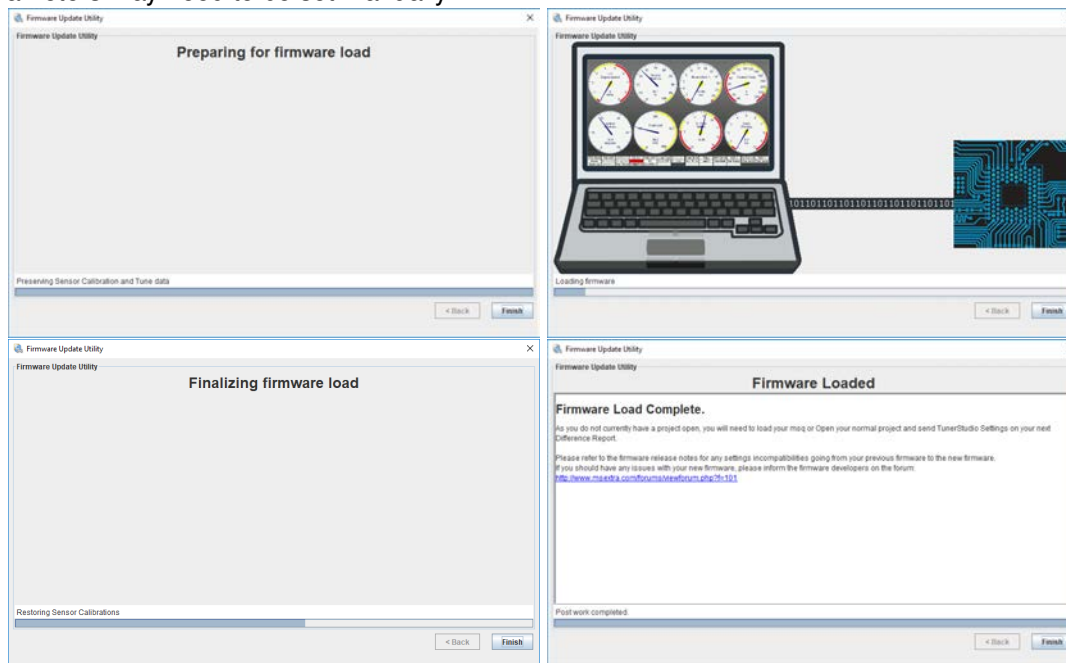 Firmware Update Utility
Firmware Update Utility
Preparing for firmware load
Preserving Sensor Calibration and Tune data
< Back Finish
Firmware Update Utility
Firmware Update Utility
Loading firmware
< Back Finish
Firmware Update Utility
Firmware Update Utility
Finalizing firmware load
Restoring Sensor Calibrations
< Back Finish
Firmware Update Utility
Firmware Update Utility
Firmware Loaded
Firmware Load Complete.
As you do not currently have a project open, you will need to load your msq or Open your normal project and send TunerStudio Settings on your next
Difference Report.
Please refer to the firmware release notes for any settings incompatibilities going from your previous firmware to the new firmware.
If you should have any issues with your new firmware, please inform the firmware developers on the forum:
http://www.msextra.com/forums/viewforum.php?f=101
Post work completed.
< Back Finish